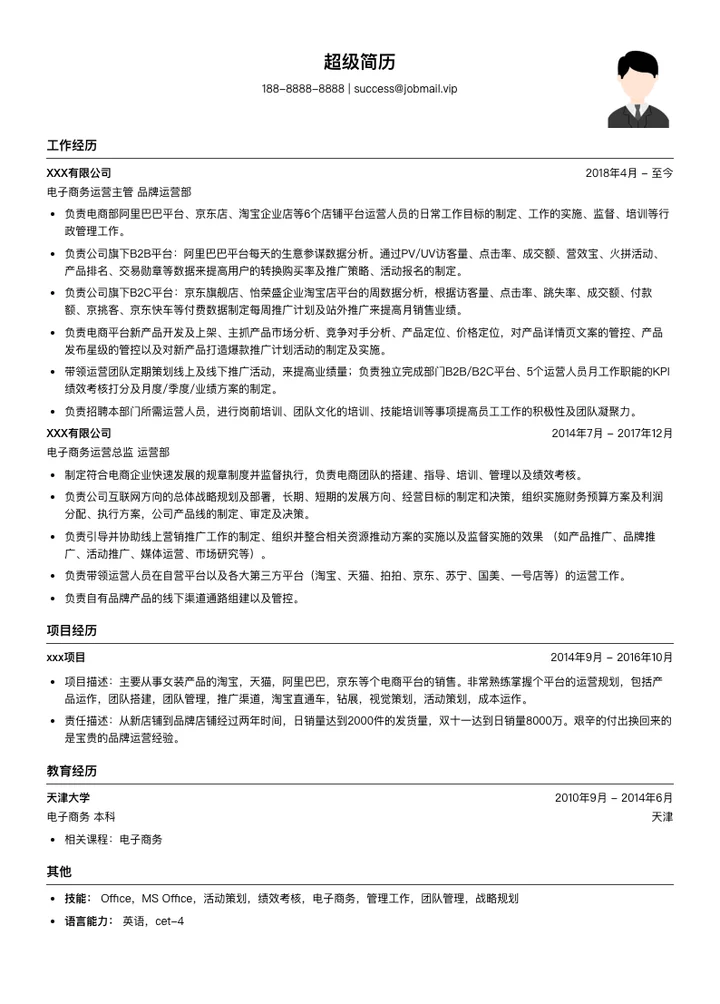 超级简历
188-8888-8888 | success@jobmail.vip
工作经历
XXX有限公司 2018年4月 – 至今
电子商务运营主管 品牌运营部
• 负责电商部阿里巴巴平台、京东店、淘宝企业店等6个店铺平台运营人员的日常工作目标的制定、工作的实施、监督、培训等行
政管理工作。
• 负责公司旗下B2B平台：阿里巴巴平台每天的生意参谋数据分析。通过PV/UV访客量、点击率、成交额、营效宝、火拼活动、
产品排名、交易勋章等数据来提高用户的转换购买率及推广策略、活动报名的制定。
• 负责公司旗下B2C平台：京东旗舰店、怡荣盛企业淘宝店平台的周数据分析，根据访客量、点击率、跳失率、成交额、付款
额、京挑客、京东快车等付费数据制定每周推广计划及站外推广来提高月销售业绩。
• 负责电商平台新产品开发及上架、主抓产品市场分析、竞争对手分析、产品定位、价格定位，对产品详情页文案的管控、产品
发布星级的管控以及对新产品打造爆款推广计划活动的制定及实施。
• 带领运营团队定期策划线上及线下推广活动，来提高业绩量；负责独立完成部门B2B/B2C平台、5个运营人员月工作职能的KPI
绩效考核打分及月度/季度/业绩方案的制定。
• 负责招聘本部门所需运营人员，进行岗前培训、团队文化的培训、技能培训等事项提高员工工作的积极性及团队凝聚力。
XXX有限公司 2014年7月 – 2017年12月
电子商务运营总监 运营部
• 制定符合电商企业快速发展的规章制度并监督执行，负责电商团队的搭建、指导、培训、管理以及绩效考核。
• 负责公司互联网方向的总体战略规划及部署，长期、短期的发展方向、经营目标的制定和决策，组织实施财务预算方案及利润
分配、执行方案，公司产品线的制定、审定及决策。
• 负责引导并协助线上营销推广工作的制定、组织并整合相关资源推动方案的实施以及监督实施的效果 （如产品推广、品牌推
广、活动推广、媒体运营、市场研究等）。
• 负责带领运营人员在自营平台以及各大第三方平台（淘宝、天猫、拍拍、京东、苏宁、国美、一号店等）的运营工作。
• 负责自有品牌产品的线下渠道通路组建以及管控。
项目经历
xxx项目 2014年9月 – 2016年10月
• 项目描述：主要从事女装产品的淘宝，天猫，阿里巴巴，京东等个电商平台的销售。非常熟练掌握个平台的运营规划，包括产
品运作，团队搭建，团队管理，推广渠道，淘宝直通车，钻展，视觉策划，活动策划，成本运作。
• 责任描述：从新店铺到品牌店铺经过两年时间，日销量达到2000件的发货量，双十一达到日销量8000万。艰辛的付出换回来的
是宝贵的品牌运营经验。
教育经历
天津大学 2010年9月 – 2014年6月
电子商务 本科 天津
• 相关课程：电子商务
其他
• 技能： Office，MS Office，活动策划，绩效考核，电子商务，管理工作，团队管理，战略规划
• 语言能力： 英语，cet-4